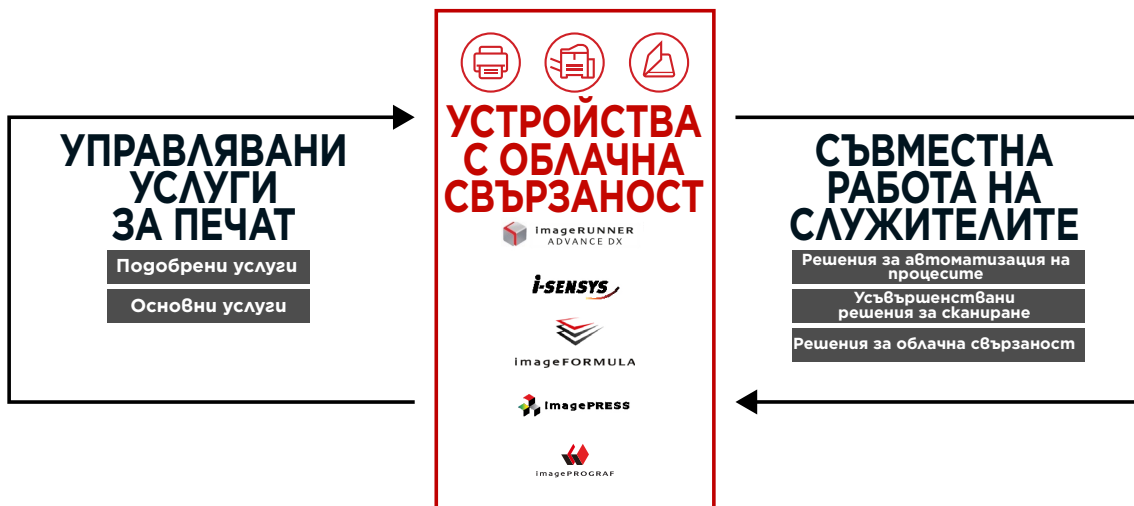 УПРАВЛЯВАНИ
УСЛУГИ
ЗА ПЕЧАТ
Подобрени услуги
Основни услуги
УСТРОЙСТВА
С ОБЛАЧНА
СВЪРЗАНОСТ
imageRUNNER
ADVANCE DX
i-SENSYS
imageFORMULA
imagePRESS
imagePROGRAF
СЪВМЕСТНА
РАБОТА НА
СЛУЖИТЕЛИТЕ
Решения за автоматизация на
процесите
Усъвършенствани
решения за сканиране
Решения за облачна свързаност